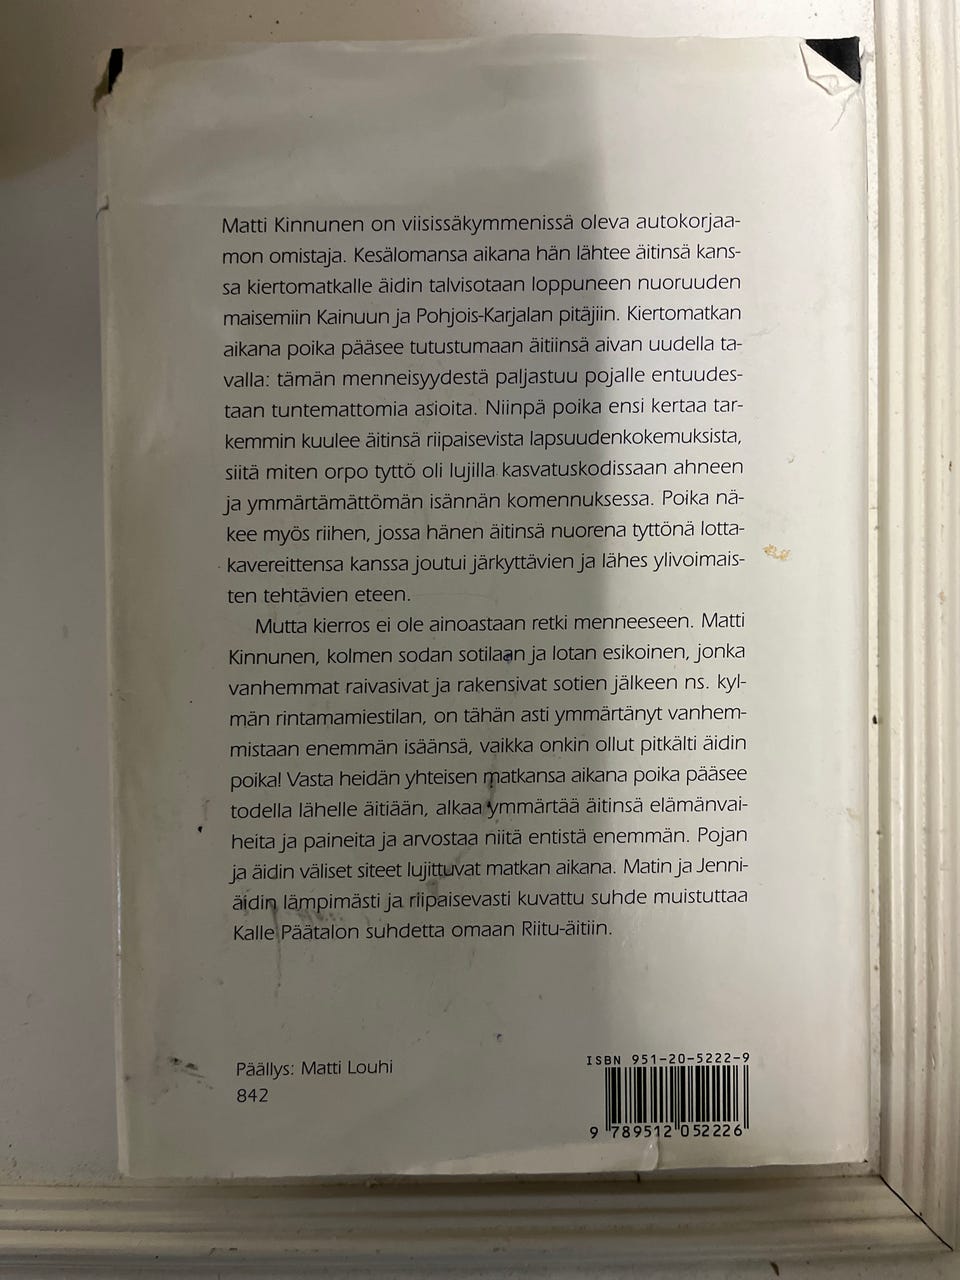 Matti Kinnunen on viisissäkymmenissä oleva autokorjaa-
mon omistaja. Kesälomansa aikana hän lähtee äitinsä kans-
sa kiertomatkalle äidin talvisotaan loppuneen nuoruuden
maisemiin Kainuun ja Pohjois-Karjalan pitäjiin. Kiertomatkan
aikana poika pääsee tutustumaan äitiinsä aivan uudella ta-
valla: tämän menneisyydestä paljastuu pojalle entuudes-
taan tuntemattomia asioita. Niinpä poika ensi kertaa tar-
kemmin kuulee äitinsä riipaisevista lapsuudenkokemuksista,
siitä miten orpo tyttö oli lujilla kasvatuskodissaan ahneen
ja ymmärtämättömän isännän komennuksessa. Poika nä-
kee myös riihen, jossa hänen äitinsä nuorena tyttönä lotta-
kavereittensa kanssa joutui järkyttävien ja lähes ylivoimais-
ten tehtävien eteen.
Mutta kierros ei ole ainoastaan retki menneeseen. Matti
Kinnunen, kolmen sodan sotilaan ja lotan esikoinen, jonka
vanhemmat raivasivat ja rakensivat sotien jälkeen ns. kyl-
män rintamamiestilan, on tähän asti ymmärtänyt vanhem-
mistaan enemmän isäänsä, vaikka onkin ollut pitkälti äidin
poika! Vasta heidän yhteisen matkansa aikana poika pääsee
todella lähelle äitiään, alkaa ymmärtää äitinsä elämänvai-
heita ja paineita ja arvostaa niitä entistä enemmän. Pojan
ja äidin väliset siteet lujittuvat matkan aikana. Matin ja Jenni-
äidin lämpimästi ja riipaisevasti kuvattu suhde muistuttaa
Kalle Päätalon suhdetta omaan Riitu-äitiin.
Päällys: Matti Louhi
842
ISBN 951-20-5222-9
9 789512 052226